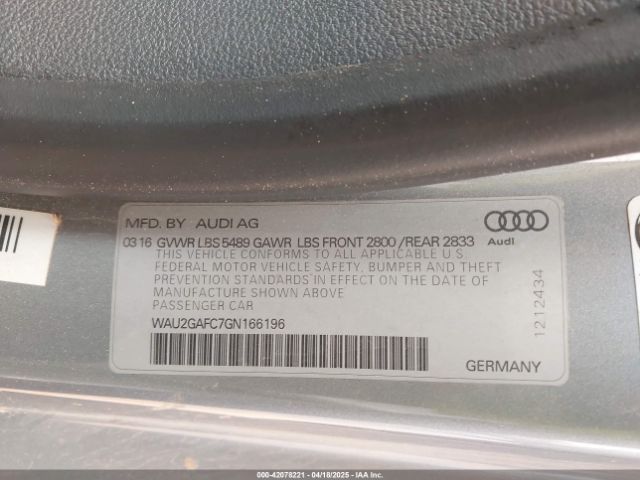 MFD. BY AUDI AG
03 16 GVWR LBS 5489 GAWR LBS FRONT 2800 /REAR 2833
Audi
THIS VEHICLE CONFORMS TO ALL APPLICABLE U S
FEDERAL MOTOR VEHICLE SAFETY, BUMPER AND THEFT
PREVENTION STANDARDS IN EFFECT ON THE DATE OF
MANUFACTURE SHOWN ABOVE
PASSENGER CAR
WAU2GAFC7GN166196
1212434
GERMANY
000-42078221 - 04/18/2025 - IAA Inc.